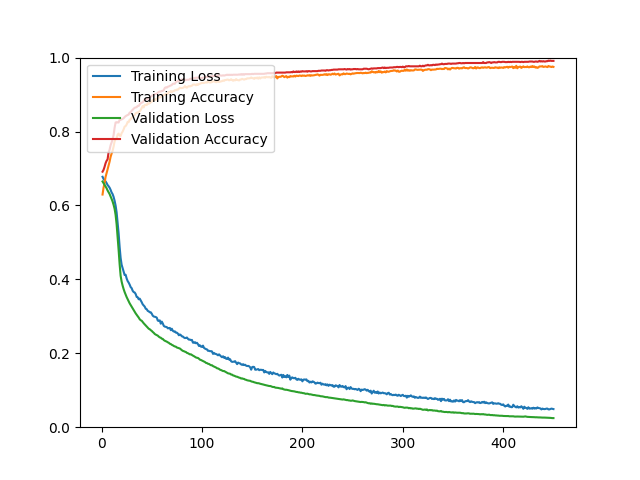 1.0
0.8
0.6
0.4
0.2
0.0
Training Loss
Training Accuracy
Validation Loss
Validation Accuracy
0 100 200 300 400